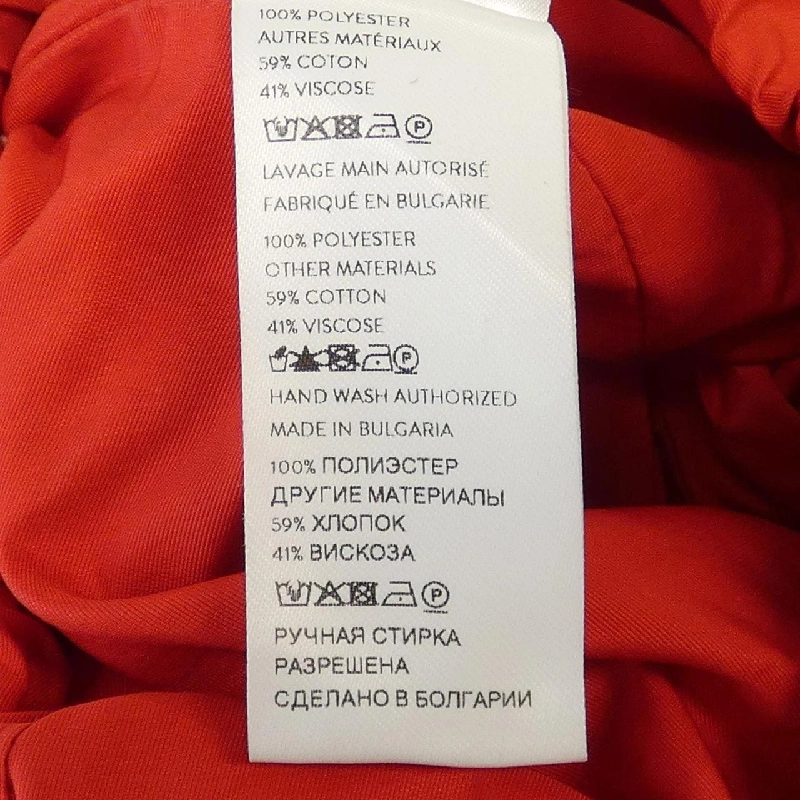 100% POLYESTER
AUTRES MATÉRIAUX
59% COTON
41% VISCOSE
P
LAVAGE MAIN AUTORISÉ
FABRIQUÉ EN BULGARIE
100% POLYESTER
OTHER MATERIALS
59% COTTON
41% VISCOSE
P
HAND WASH AUTHORIZED
MADE IN BULGARIA
100% ПОЛИЭСТЕР
ДРУГИЕ МАТЕРИАЛЫ
59% ХЛОПОК
41% ВИСКОЗА
P
РУЧНАЯ СТИРКА
РАЗРЕШЕНА
СДЕЛАНО В БОЛГАРИИ